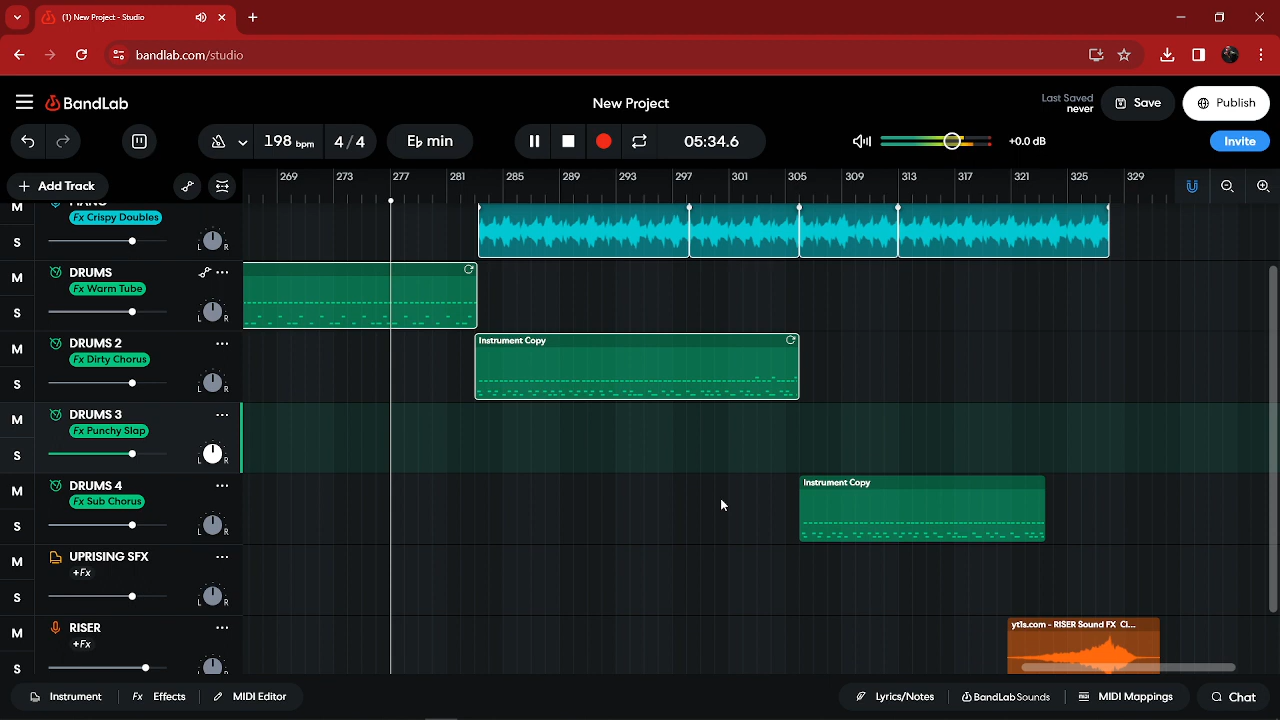 (1) New Project - Studio
bandlab.com/studio
BandLab
New Project
Last Saved
never
Save
Publish
198 bpm
4/4
E♭ min
05:34.6
+0.0 dB
Invite
Add Track
269 273 277 281 285 289 293 297 301 305 309 313 317 321 325 329
M
PIANO
Fx Crispy Doubles
S
L R
M
DRUMS
Fx Warm Tube
S
L R
M
DRUMS 2
Fx Dirty Chorus
S
L R
Instrument Copy
M
DRUMS 3
Fx Punchy Slap
S
L R
M
DRUMS 4
Fx Sub Chorus
S
L R
Instrument Copy
M
UPRISING SFX
+Fx
S
L R
M
RISER
+Fx
S
L R
yt1s.com - RISER Sound FX Cl...
Instrument
Fx Effects
MIDI Editor
Lyrics/Notes
BandLab Sounds
MIDI Mappings
Chat